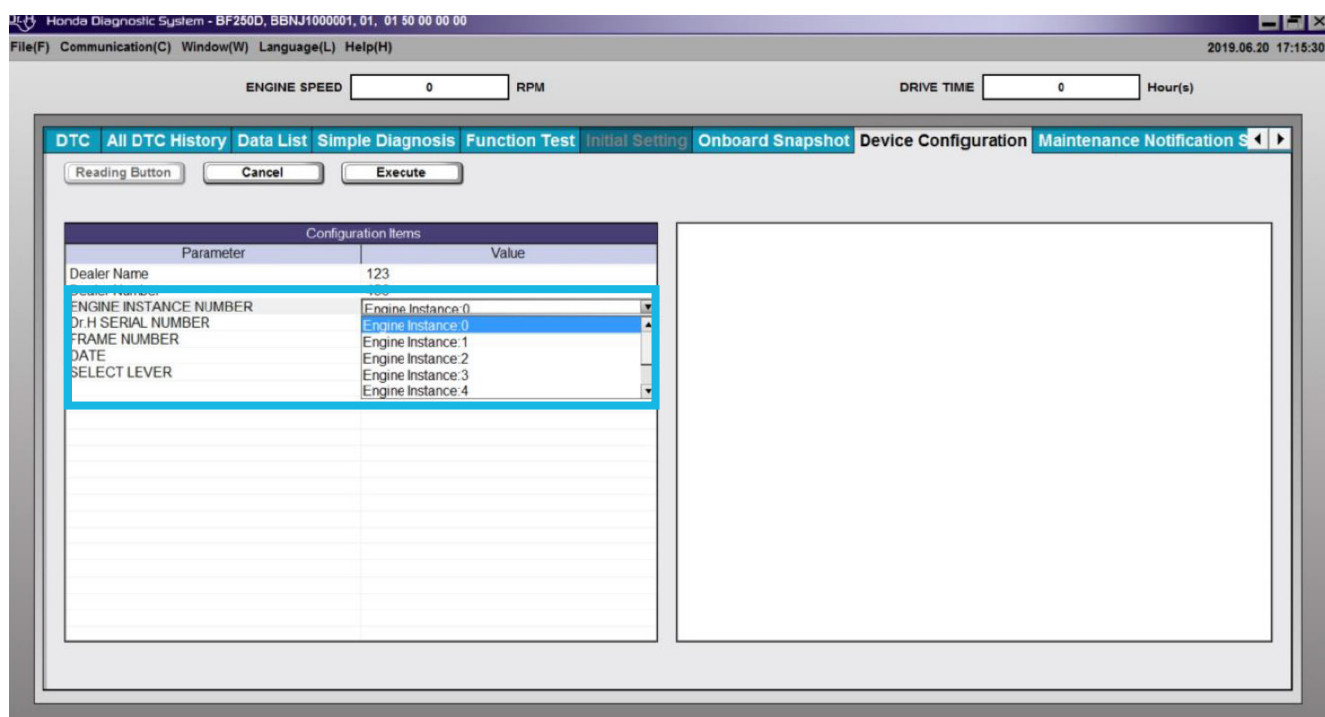 Honda Diagnostic System - BF250D, BBNJ1000001, 01, 01 50 00 00 00
File(F) Communication(C) Window(W) Language(L) Help(H) 2019.06.20 17:15:30
ENGINE SPEED 0 RPM DRIVE TIME 0 Hour(s)
DTC All DTC History Data List Simple Diagnosis Function Test Initial Setting Onboard Snapshot Device Configuration Maintenance Notification S
Reading Button Cancel Execute
Configuration Items
Parameter Value
Dealer Name 123
Dealer Number
ENGINE INSTANCE NUMBER Engine Instance:0
Dr.H SERIAL NUMBER Engine Instance:0
FRAME NUMBER Engine Instance:1
DATE Engine Instance:2
SELECT LEVER Engine Instance:3
Engine Instance:4